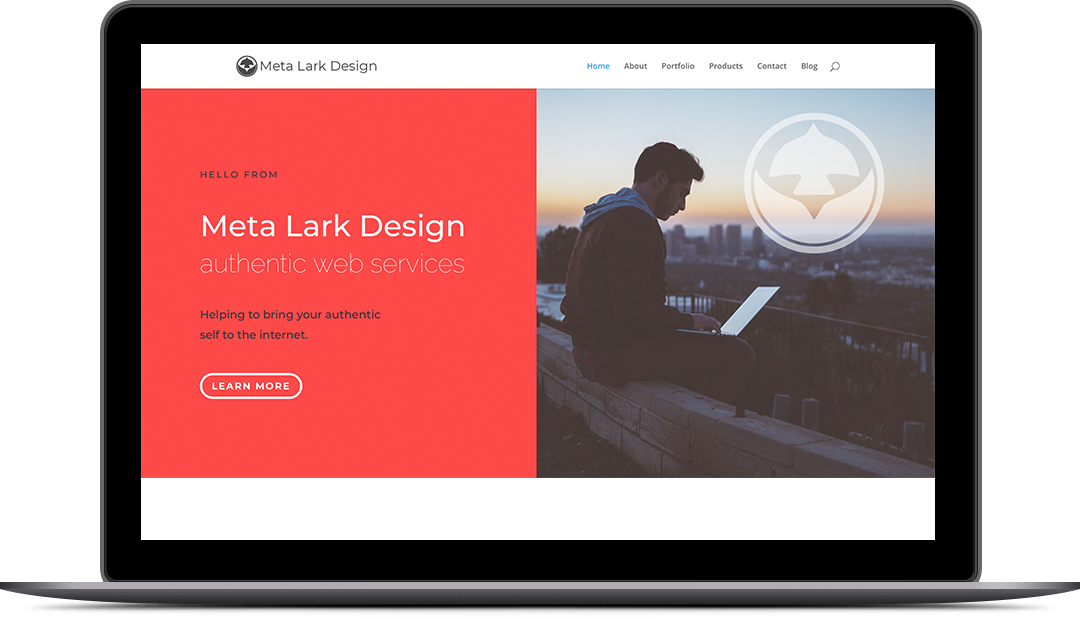 Meta Lark Design
Home About Portfolio Products Contact Blog
HELLO FROM
Meta Lark Design
authentic web services
Helping to bring your authentic
self to the internet.
LEARN MORE